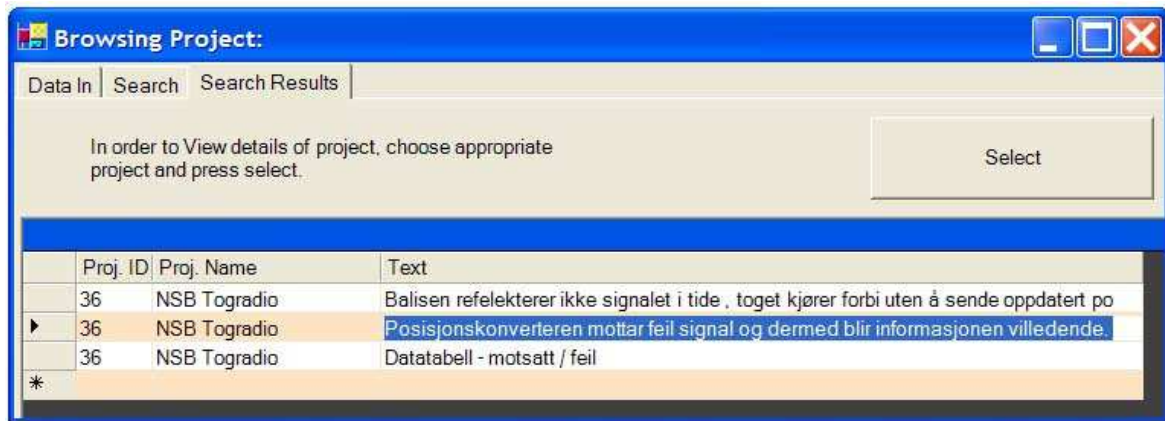 Browsing Project:
Data In Search Search Results
In order to View details of project, choose appropriate
project and press select.
Select
Proj. ID Proj. Name Text
36 NSB Togradio Balisen refelekterer ikke signalet i tide , toget kjører forbi uten å sende oppdatert po
36 NSB Togradio Posisjonskonverteren mottar feil signal og dermed blir informasjonen villedende.
36 NSB Togradio Datatabell - motsatt / feil